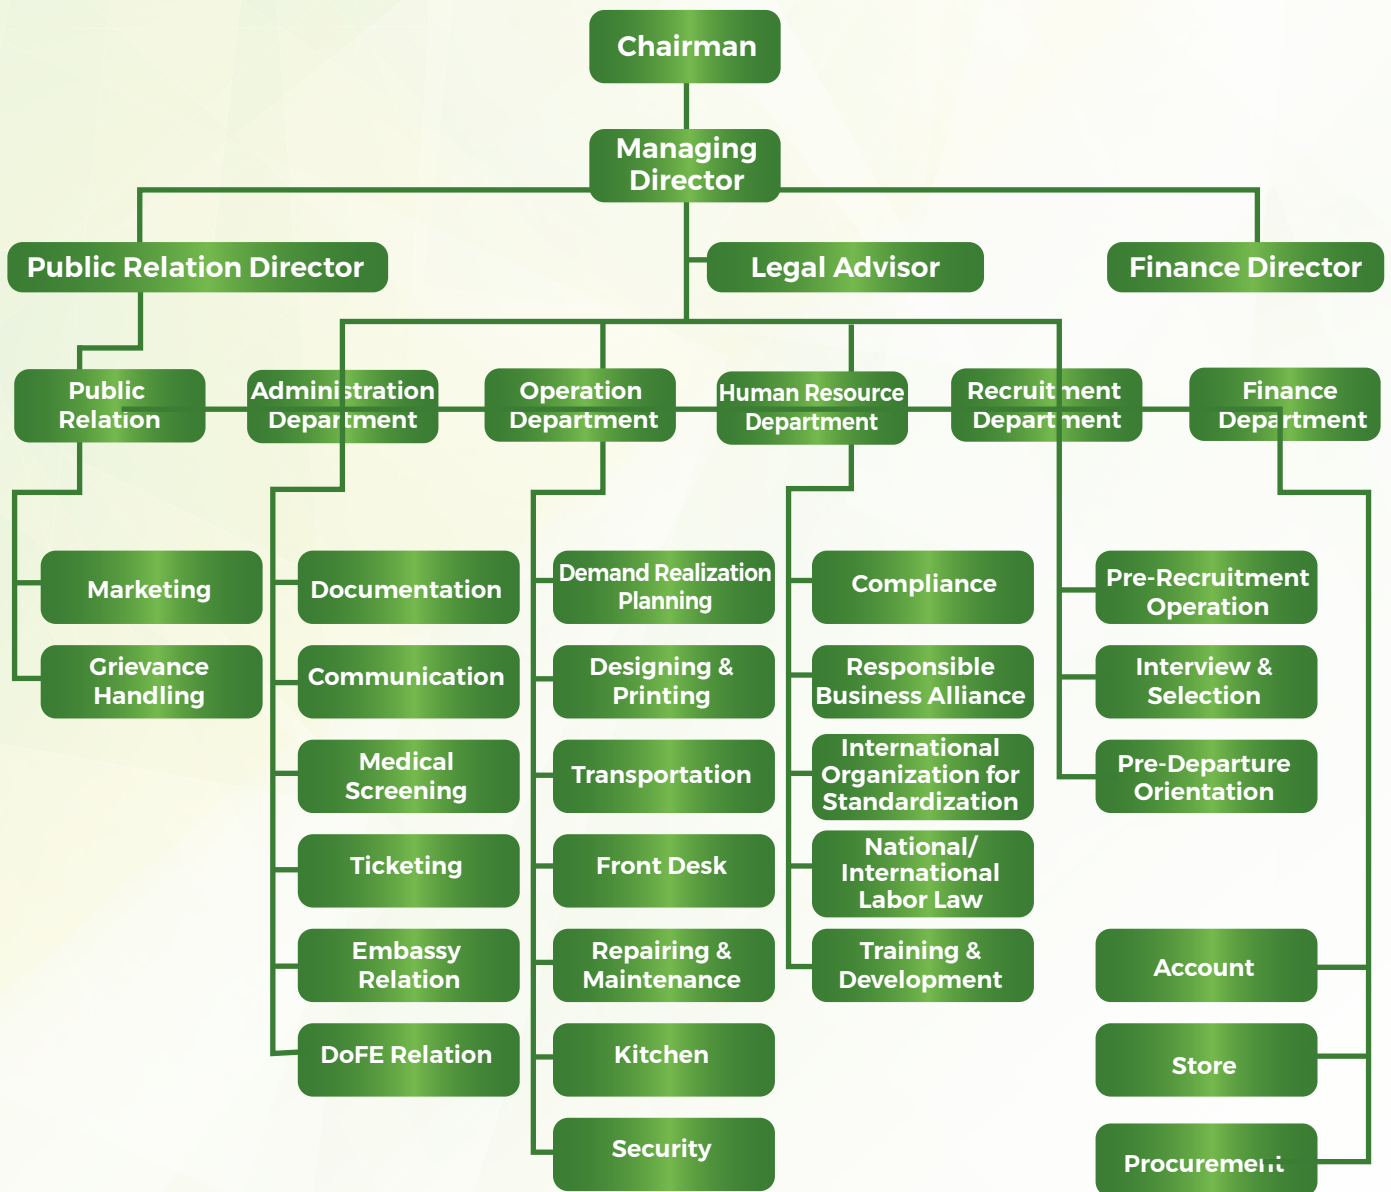 Chairman
Managing
Director
Public Relation Director
Legal Advisor
Finance Director
Public
Relation
Administration
Department
Operation
Department
Human Resource
Department
Recruitment
Department
Finance
Department
Marketing
Grievance
Handling
Documentation
Communication
Medical
Screening
Ticketing
Embassy
Relation
DoFE Relation
Demand Realization
Planning
Designing &
Printing
Transportation
Front Desk
Repairing &
Maintenance
Kitchen
Security
Compliance
Responsible
Business Alliance
International
Organization for
Standardization
National/
International
Labor Law
Training &
Development
Pre-Recruitment
Operation
Interview &
Selection
Pre-Departure
Orientation
Account
Store
Procurement